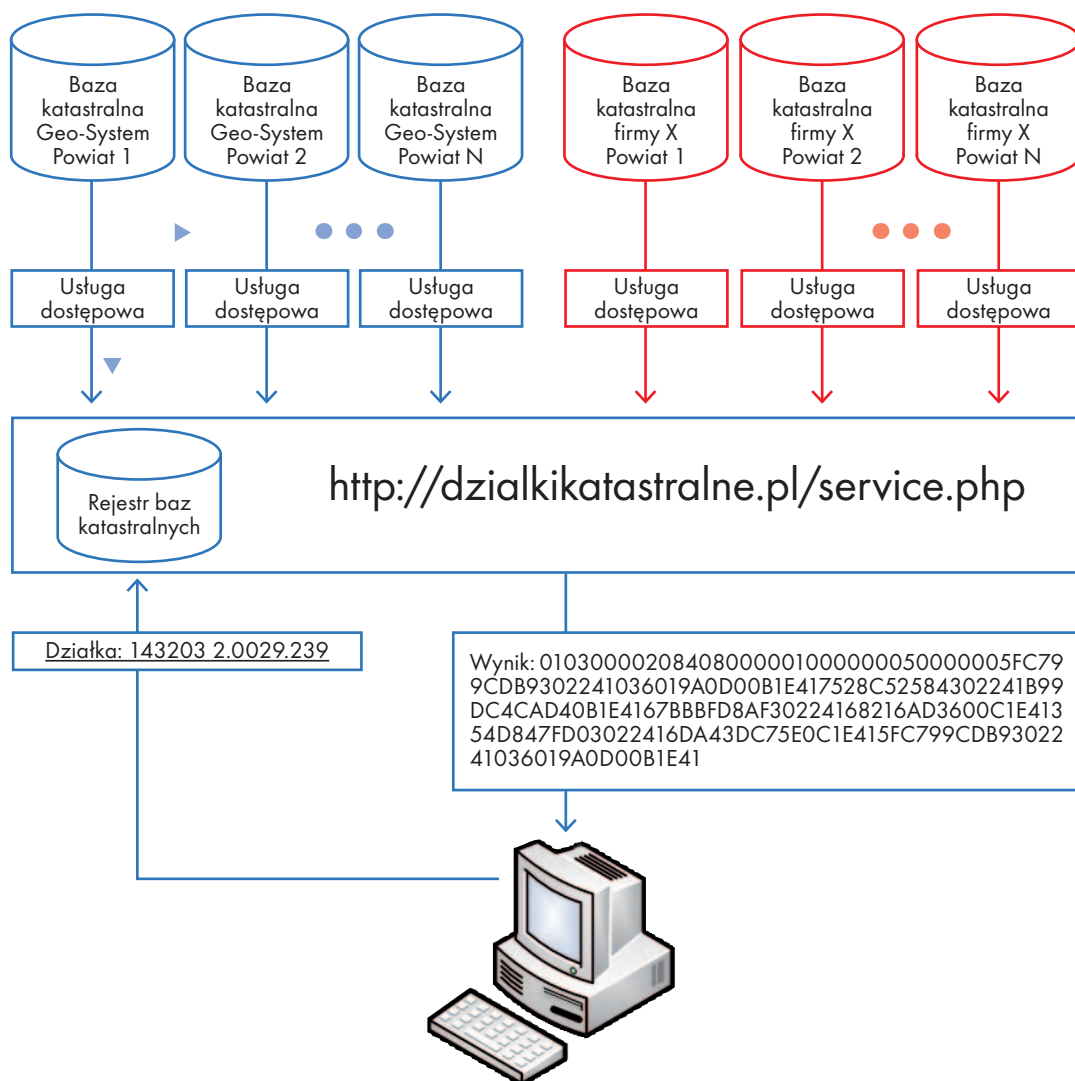 Baza
katastralna
Geo-System
Powiat 1
Baza
katastralna
Geo-System
Powiat 2
Baza
katastralna
Geo-System
Powiat N
Baza
katastralna
firmy X
Powiat 1
Baza
katastralna
firmy X
Powiat 2
Baza
katastralna
firmy X
Powiat N
Usługa
dostępowa
Usługa
dostępowa
Usługa
dostępowa
Usługa
dostępowa
Usługa
dostępowa
Usługa
dostępowa
Rejestr baz
katastralnych
http://dzialkikatastralne.pl/service.php
Działka: 143203 2.0029.239
Wynik: 0103000020840800000100000005000005FC79
9CDB9302241036019A0D00B1E417528C52584302241B99
DC4CAD40B1E4167BBBFD8AF30224168216AD3600C1E413
54D847FD03022416DA43DC75E0C1E415FC799CDB93022
41036019A0D00B1E41